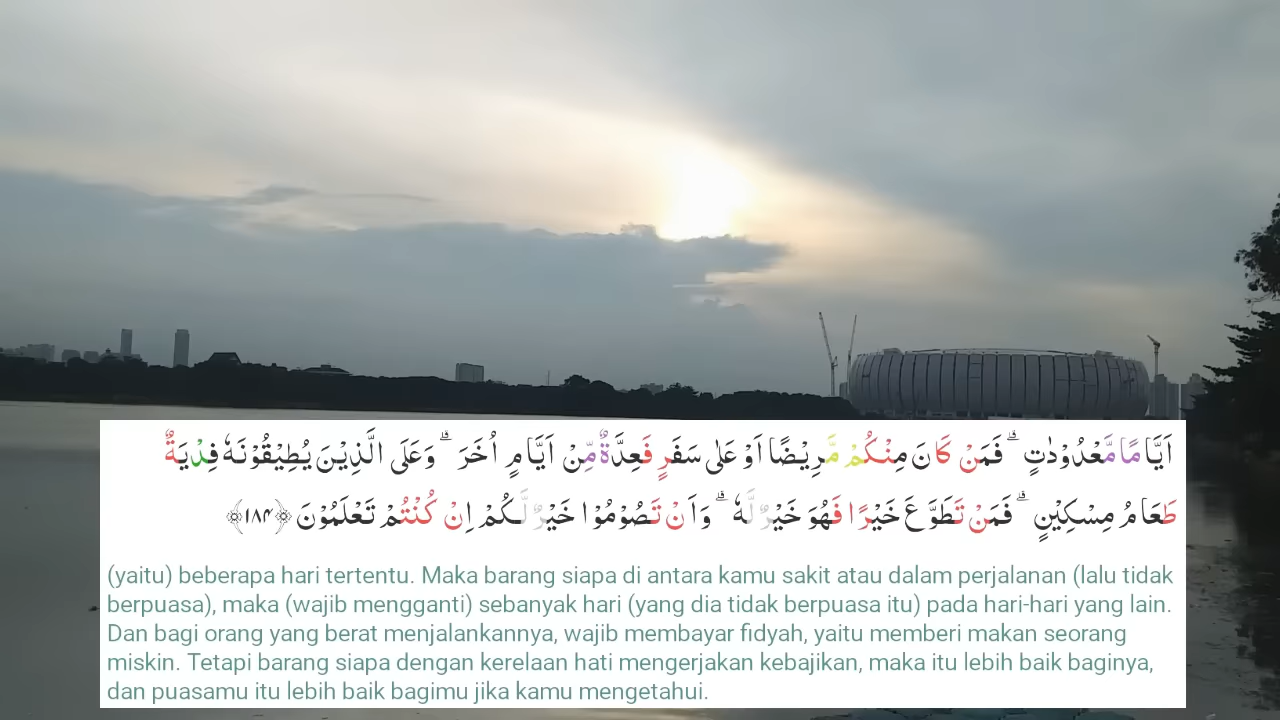 اَيَّامًا مَّعْدُوْدٰتٍ ۗ فَمَنْ كَانَ مِنْكُمْ مَّرِيْضًا اَوْ عَلٰى سَفَرٍ فَعِدَّةٌ مِّنْ اَيَّامٍ اُخَرَ ۗ وَعَلَى الَّذِيْنَ يُطِيْقُوْنَهٗ فِدْيَةٌ
طَعَامُ مِسْكِيْنٍ ۗ فَمَنْ تَطَوَّعَ خَيْرًا فَهُوَ خَيْرٌ لَّهٗ ۗ وَاَنْ تَصُوْمُوْا خَيْرٌ لَّكُمْ اِنْ كُنْتُمْ تَعْلَمُوْنَ ﴿١٨٤﴾
(yaitu) beberapa hari tertentu. Maka barang siapa di antara kamu sakit atau dalam perjalanan (lalu tidak
berpuasa), maka (wajib mengganti) sebanyak hari (yang dia tidak berpuasa itu) pada hari-hari yang lain.
Dan bagi orang yang berat menjalankannya, wajib membayar fidyah, yaitu memberi makan seorang
miskin. Tetapi barang siapa dengan kerelaan hati mengerjakan kebajikan, maka itu lebih baik baginya,
dan puasamu itu lebih baik bagimu jika kamu mengetahui.